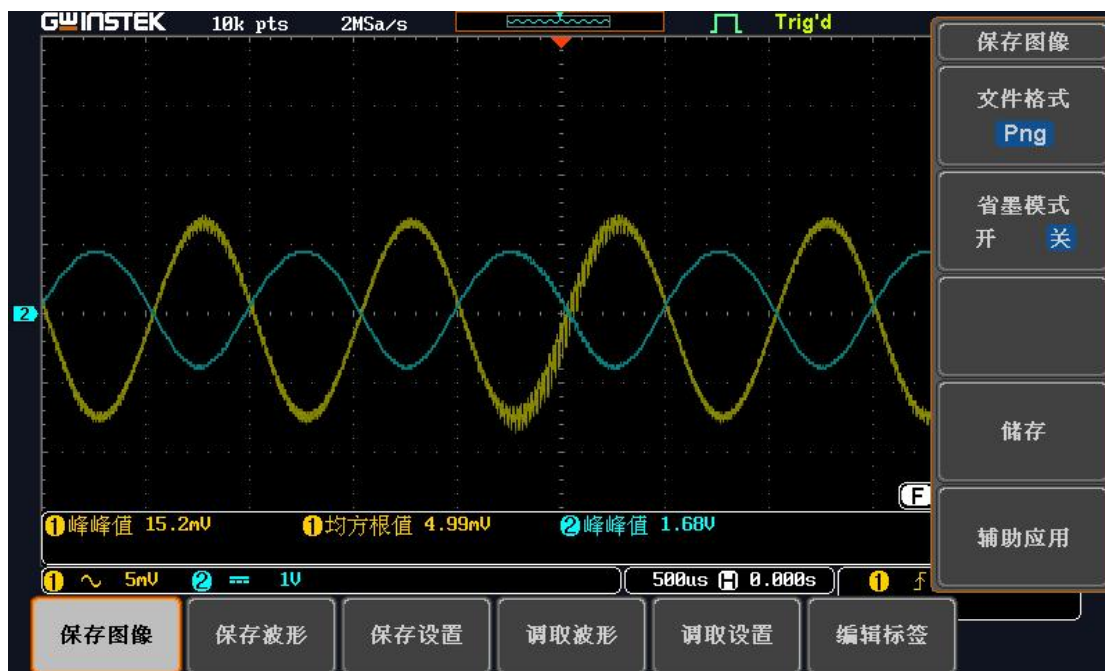 GWINSTEK 10k pts 2MSa/s Trig'd
保存图像
文件格式
Png
省墨模式
开 关
储存
辅助应用
2
F
1峰峰值 15.2mV 1均方根值 4.99mV 2峰峰值 1.68V
1 ~ 5mV 2 1V 500us H 0.000s 1
保存图像 保存波形 保存设置 调取波形 调取设置 编辑标签